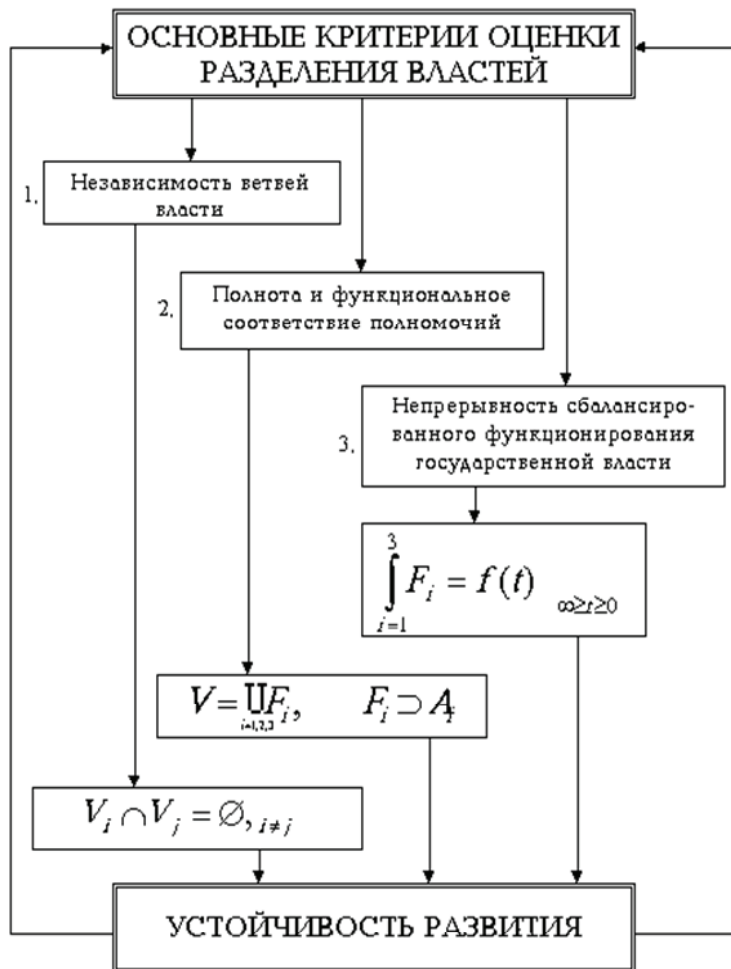 ОСНОВНЫЕ КРИТЕРИИ ОЦЕНКИ
РАЗДЕЛЕНИЯ ВЛАСТЕЙ
1.
Независимость ветвей
власти
2.
Полнота и функциональное
соответствие полномочий
3.
Непрерывность сбалансиро-
ванного функционирования
государственной власти
∫_{i=1}^{3} F_i = f(t) ∞≥t≥0
V = ⋃_{i=1,2,3} F_i, F_i ⊃ A_i
V_i ∩ V_j = ∅, i≠j
УСТОЙЧИВОСТЬ РАЗВИТИЯ